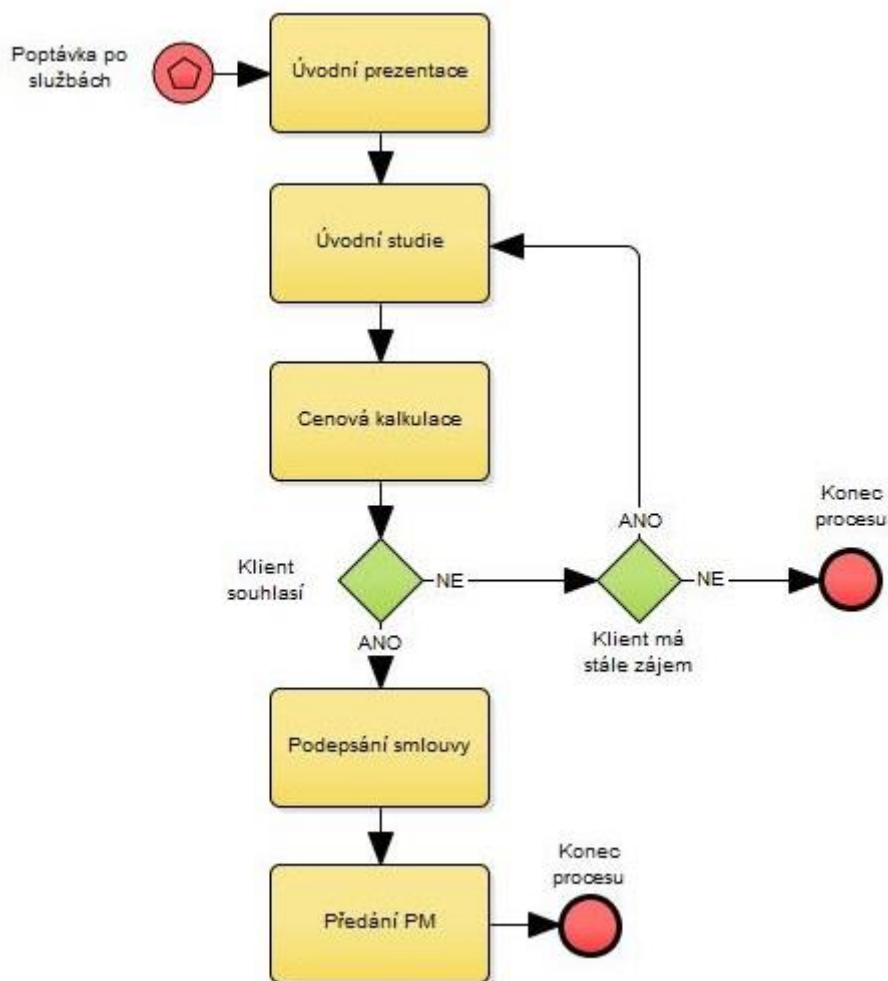 Poptávka po
službách
Úvodní prezentace
Úvodní studie
Cenová kalkulace
Klient
souhlasí
NE
ANO
ANO
NE
Klient má
stále zájem
Konec
procesu
Podepsání smlouvy
Předání PM
Konec
procesu